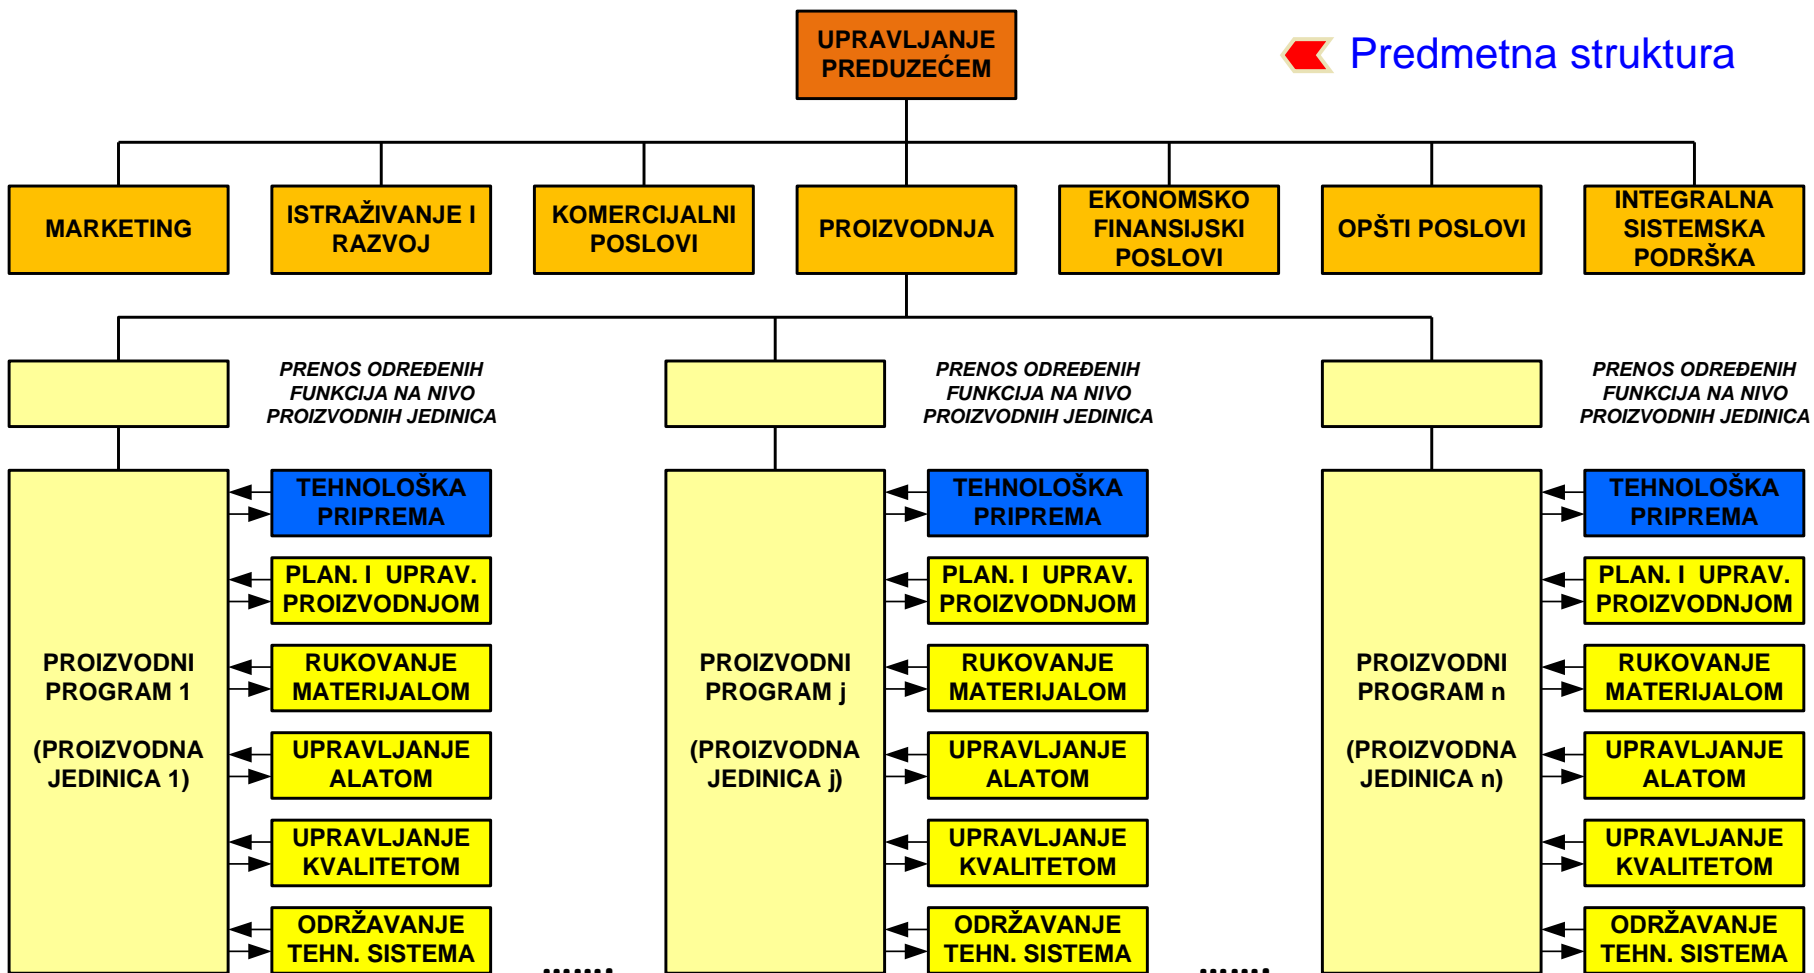 UPRAVLJANJE
PREDUZEĆEM
Predmetna struktura
MARKETING
ISTRAŽIVANJE I
RAZVOJ
KOMERCIJALNI
POSLOVI
PROIZVODNJA
EKONOMSKO
FINANSIJSKI
POSLOVI
OPŠTI POSLOVI
INTEGRALNA
SISTEMSKA
PODRŠKA
PRENOS ODREĐENIH
FUNKCIJA NA NIVO
PROIZVODNIH JEDINICA
PRENOS ODREĐENIH
FUNKCIJA NA NIVO
PROIZVODNIH JEDINICA
PRENOS ODREĐENIH
FUNKCIJA NA NIVO
PROIZVODNIH JEDINICA
PROIZVODNI
PROGRAM 1
(PROIZVODNA
JEDINICA 1)
TEHNOLOŠKA
PRIPREMA
PLAN. I UPRAV.
PROIZVODNJOM
RUKOVANJE
MATERIJALOM
UPRAVLJANJE
ALATOM
UPRAVLJANJE
KVALITETOM
ODRŽAVANJE
TEHN. SISTEMA
.......
PROIZVODNI
PROGRAM j
(PROIZVODNA
JEDINICA j)
TEHNOLOŠKA
PRIPREMA
PLAN. I UPRAV.
PROIZVODNJOM
RUKOVANJE
MATERIJALOM
UPRAVLJANJE
ALATOM
UPRAVLJANJE
KVALITETOM
ODRŽAVANJE
TEHN. SISTEMA
.......
PROIZVODNI
PROGRAM n
(PROIZVODNA
JEDINICA n)
TEHNOLOŠKA
PRIPREMA
PLAN. I UPRAV.
PROIZVODNJOM
RUKOVANJE
MATERIJALOM
UPRAVLJANJE
ALATOM
UPRAVLJANJE
KVALITETOM
ODRŽAVANJE
TEHN. SISTEMA